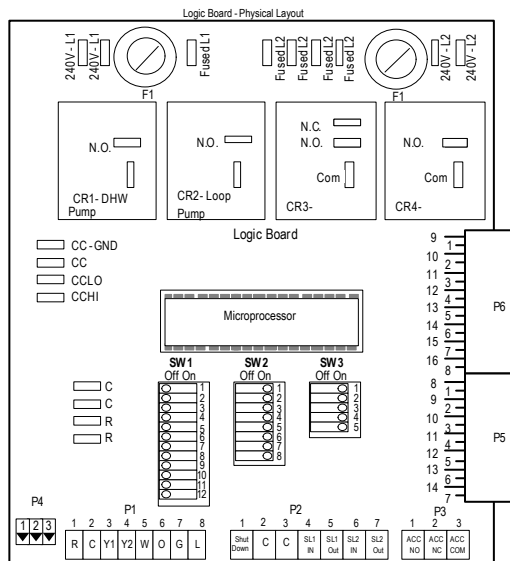 Logic Board - Physical Layout
240V - L1
240V - L1
Fused L1
Fused L2
Fused L2
Fused L2
Fused L2
240V - L2
240V - L2
F1
F1
N.O.
CR1- DHW
Pump
N.O.
CR2- Loop
Pump
N.C.
N.O.
Com
CR3-
N.O.
Com
CR4-
Logic Board
CC - GND
CC
CCLO
CCHI
Microprocessor
9
1
10
2
11
3
12
4
13
5
14
6
15
7
16
8
P6
8
1
9
2
10
3
11
4
12
5
13
6
14
7
P5
SW1
Off On
1
2
3
4
5
6
7
8
9
10
11
12
SW2
Off On
1
2
3
4
5
6
7
8
SW3
Off On
1
2
3
4
5
C
C
R
R
P4
1 2 3
P1
1 2 3 4 5 6 7 8
R C Y1 Y2 W O G L
P2
1 2 3 4 5 6 7
Shut Down C C SL1 IN SL1 Out SL2 IN SL2 Out
P3
1 2 3
ACC NO ACC NC ACC COM